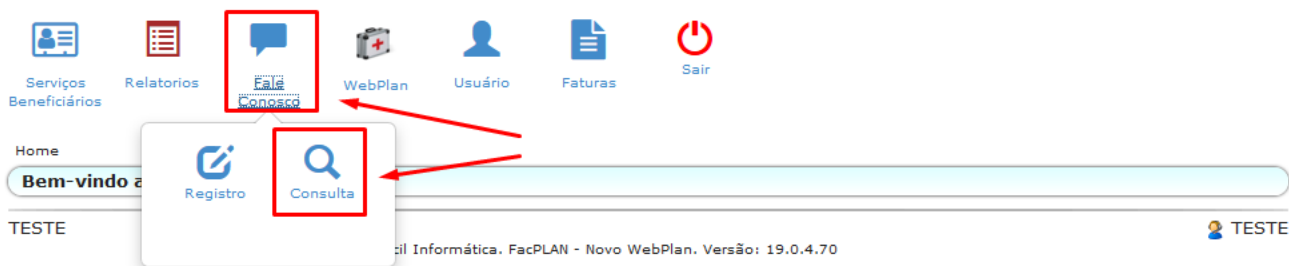 Serviços
Beneficiários
Relatorios
Fale
Conosco
WebPlan
Usuário
Faturas
Sair
Registro
Consulta
Home
Bem-vindo a
TESTE
TESTE
cil Informática. FacPLAN - Novo WebPlan. Versão: 19.0.4.70